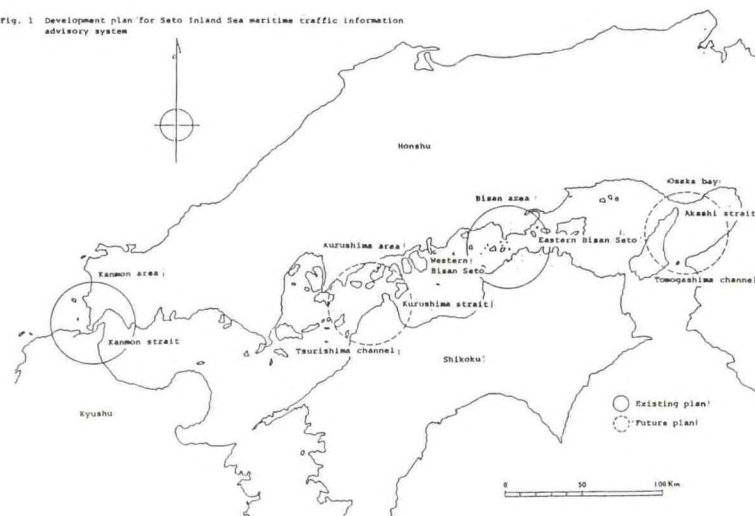 Fig. 1 Development plan for Seto Inland Sea maritime traffic information
advisory system
Honshu
Osaka bay
Bisan area
Akashi strait
Kurushima area
Eastern Bisan Seto
Western
Bisan Seto
Kanmon area
Tomogashima channel
Kurushima strait
Kanmon strait
Tsurishima channel
Shikoku
Existing plan
Kyushu
Future plan
0 50 100 Km